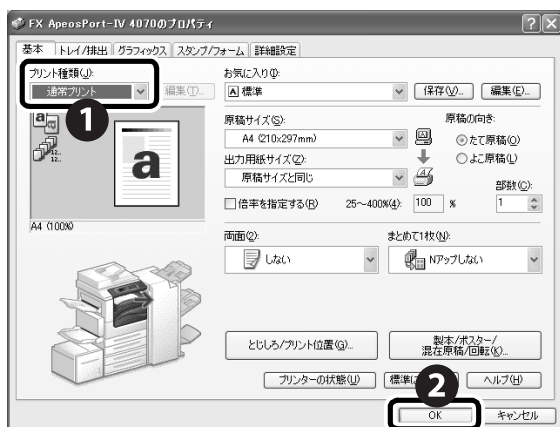 FX ApeosPort-IV 4070のプロパティ
基本 トレイ/排出 グラフィックス スタンプ/フォーム 詳細設定
プリント種類(J):
通常プリント 編集(T)...
1
お気に入り(I):
標準 保存(V)... 編集(E)...
原稿サイズ(S):
A4 (210x297mm)
出力用紙サイズ(Z):
原稿サイズと同じ
倍率を指定する(R) 25～400%(4): 100 %
原稿の向き:
たて原稿(O)
よこ原稿(L)
部数(C):
1
a
a
12..
12..
A4 (100%)
両面(2):
しない
まとめて1枚(N):
Nアップしない
とじしろ/プリント位置(G)...
製本/ポスター/
混在原稿/回転(K)...
プリンターの状態(U) 標準に ヘルプ(H)
2
OK キャンセル